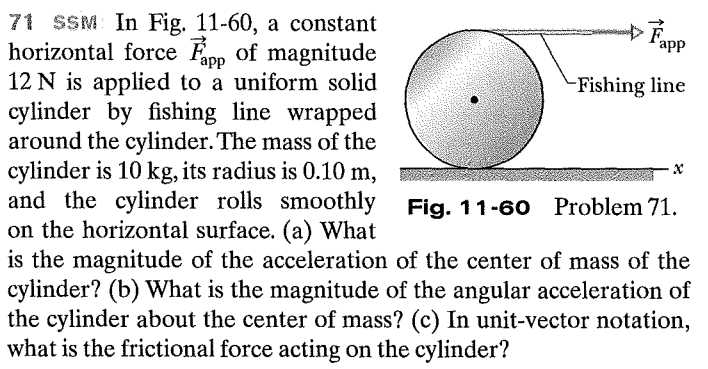 71 SSM In Fig. 11-60, a constant
horizontal force F⃗app of magnitude
12 N is applied to a uniform solid
cylinder by fishing line wrapped
around the cylinder. The mass of the
cylinder is 10 kg, its radius is 0.10 m,
and the cylinder rolls smoothly
on the horizontal surface. (a) What
is the magnitude of the acceleration of the center of mass of the
cylinder? (b) What is the magnitude of the angular acceleration of
the cylinder about the center of mass? (c) In unit-vector notation,
what is the frictional force acting on the cylinder?
F⃗app
Fishing line
x
Fig. 11-60 Problem 71.